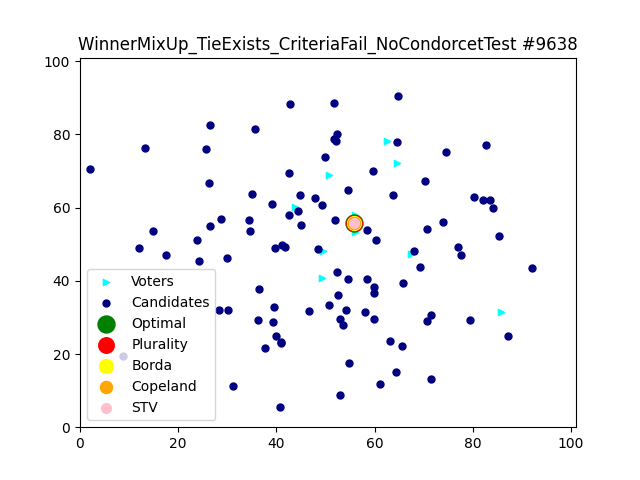 WinnerMixUp_TieExists_CriteriaFail_NoCondorcetTest #9638
100
80
60
40
20
0
Voters
Candidates
Optimal
Plurality
Borda
Copeland
STV
0 20 40 60 80 100